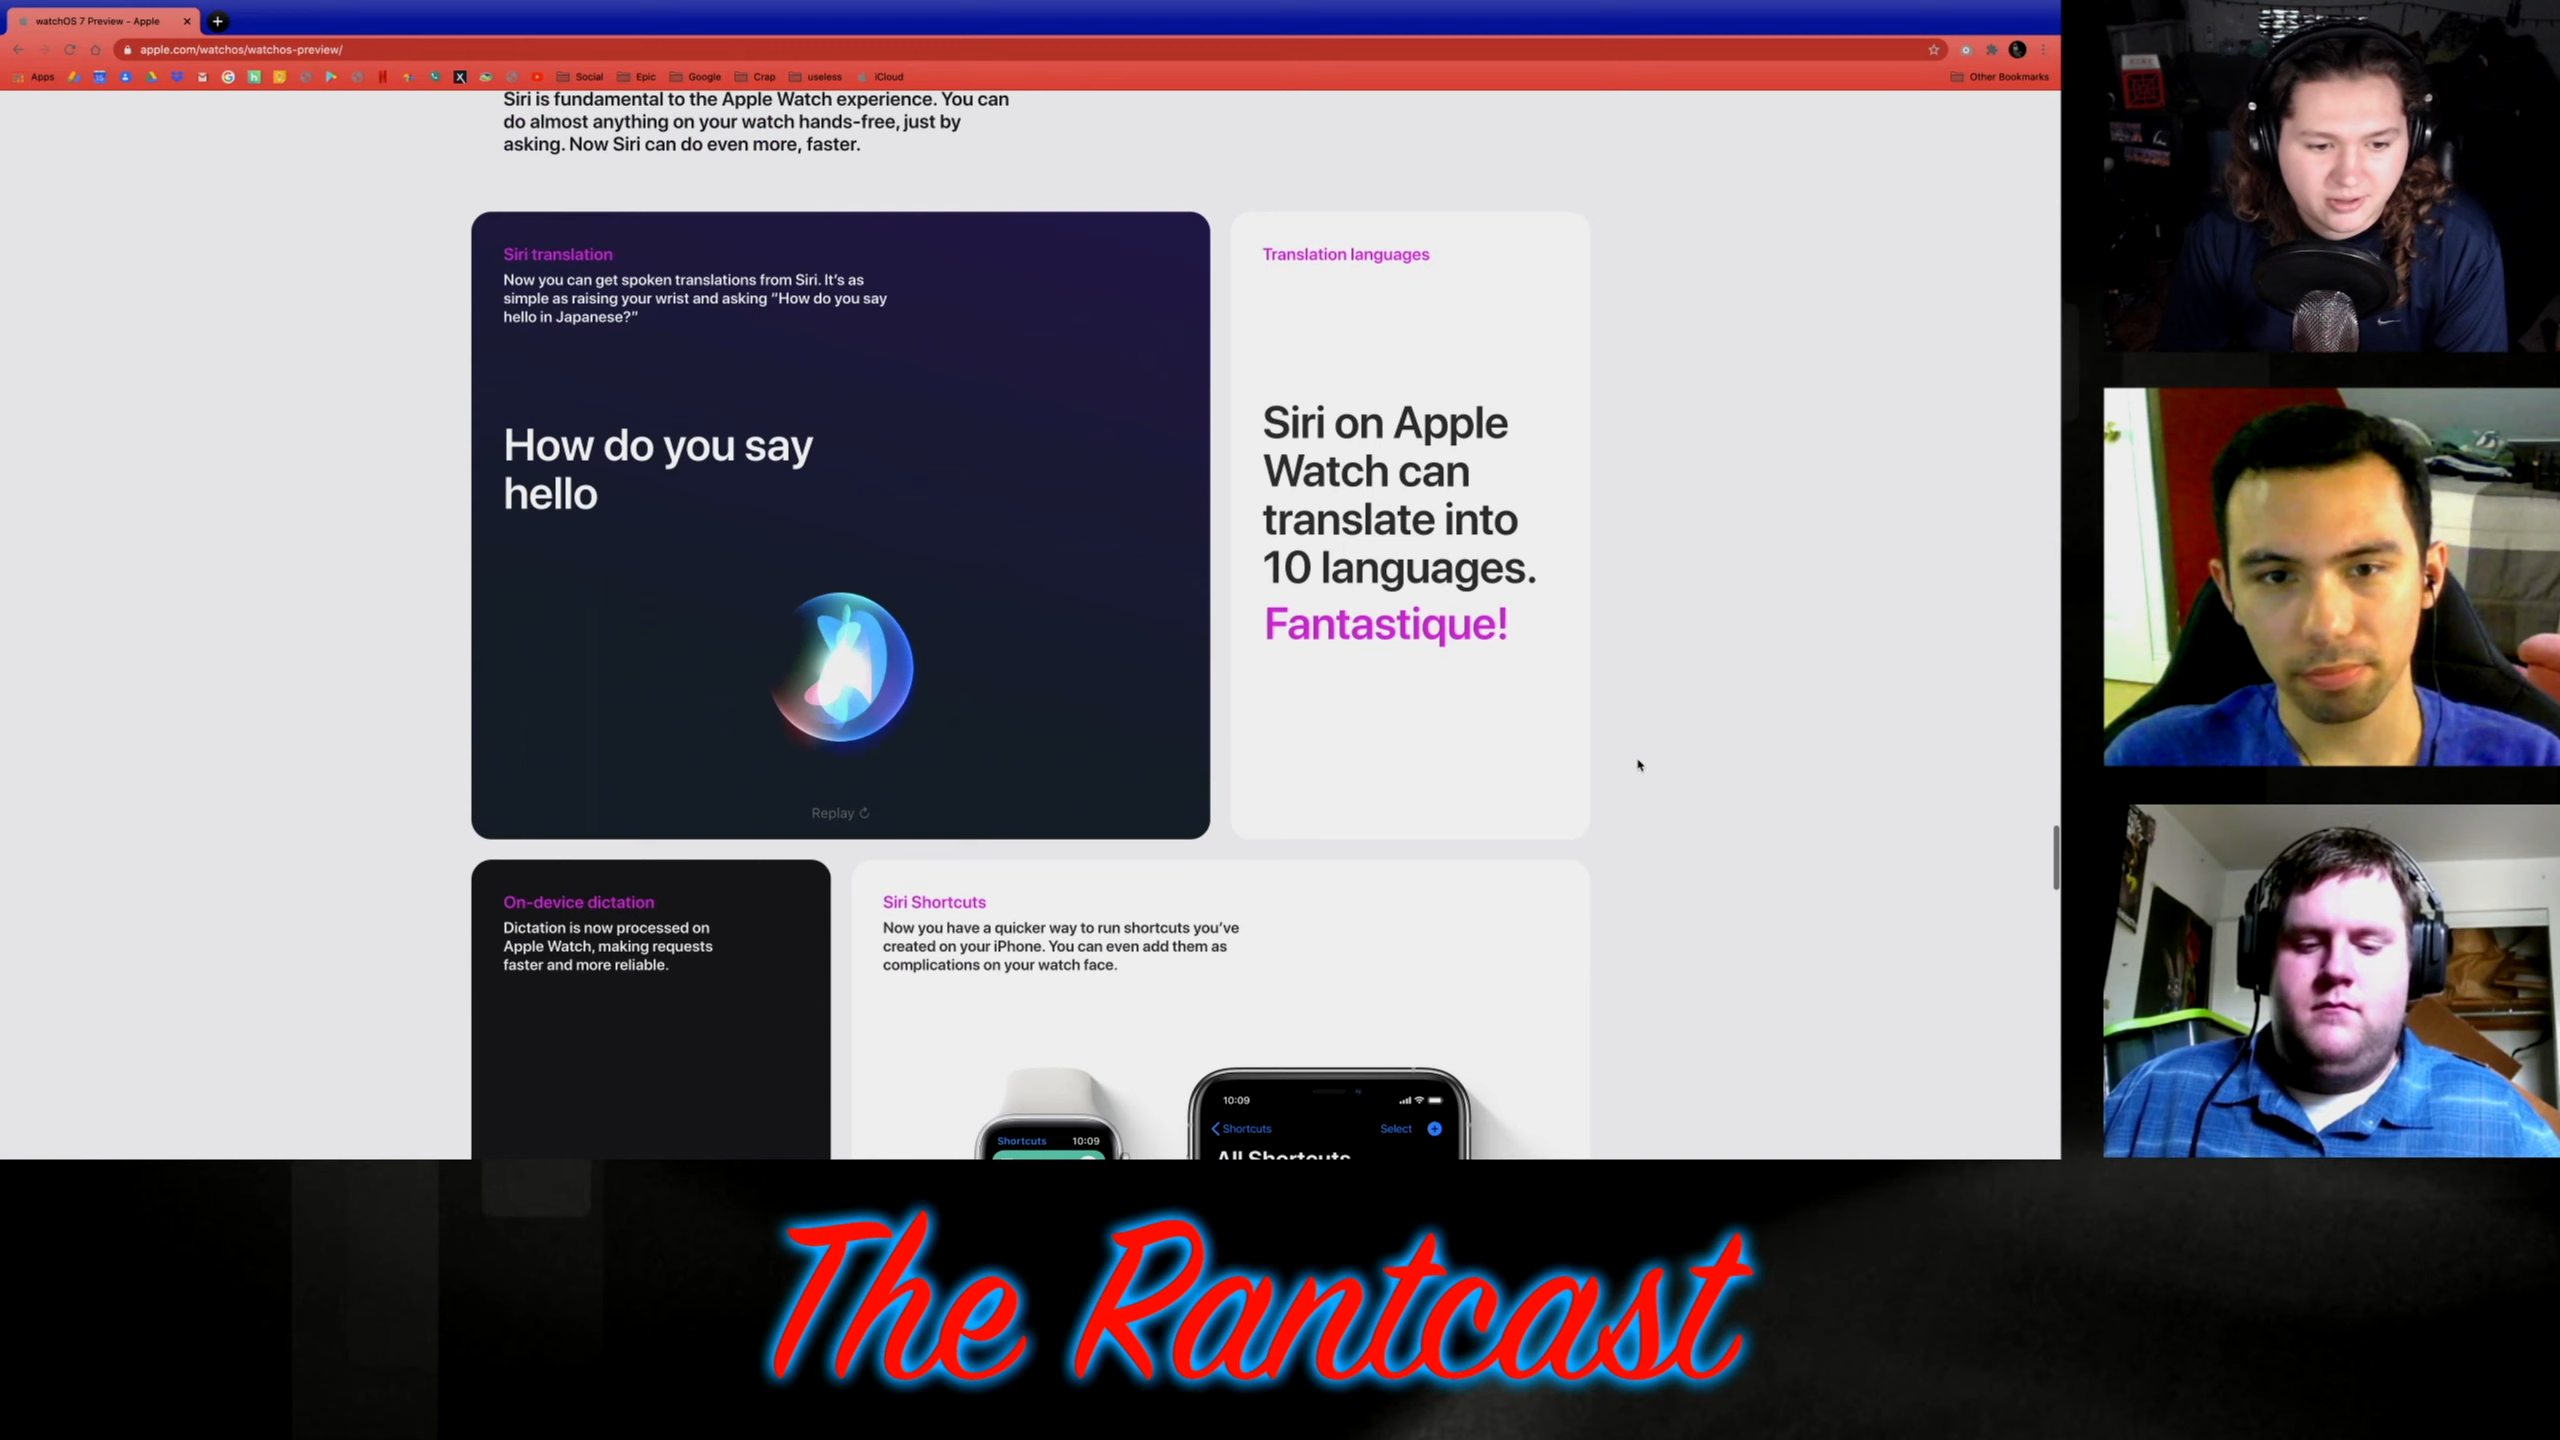 watchOS 7 Preview - Apple
apple.com/watchos/watchos-preview/
Apps
Social
Epic
Google
Crap
useless
iCloud
Other Bookmarks
Siri is fundamental to the Apple Watch experience. You can
do almost anything on your watch hands-free, just by
asking. Now Siri can do even more, faster.
Siri translation
Now you can get spoken translations from Siri. It's as
simple as raising your wrist and asking "How do you say
hello in Japanese?"
How do you say
hello
Replay
Translation languages
Siri on Apple
Watch can
translate into
10 languages.
Fantastique!
On-device dictation
Dictation is now processed on
Apple Watch, making requests
faster and more reliable.
Siri Shortcuts
Now you have a quicker way to run shortcuts you've
created on your iPhone. You can even add them as
complications on your watch face.
Shortcuts 10:09
10:09
Shortcuts Select
All Shortcuts
The Rantcast